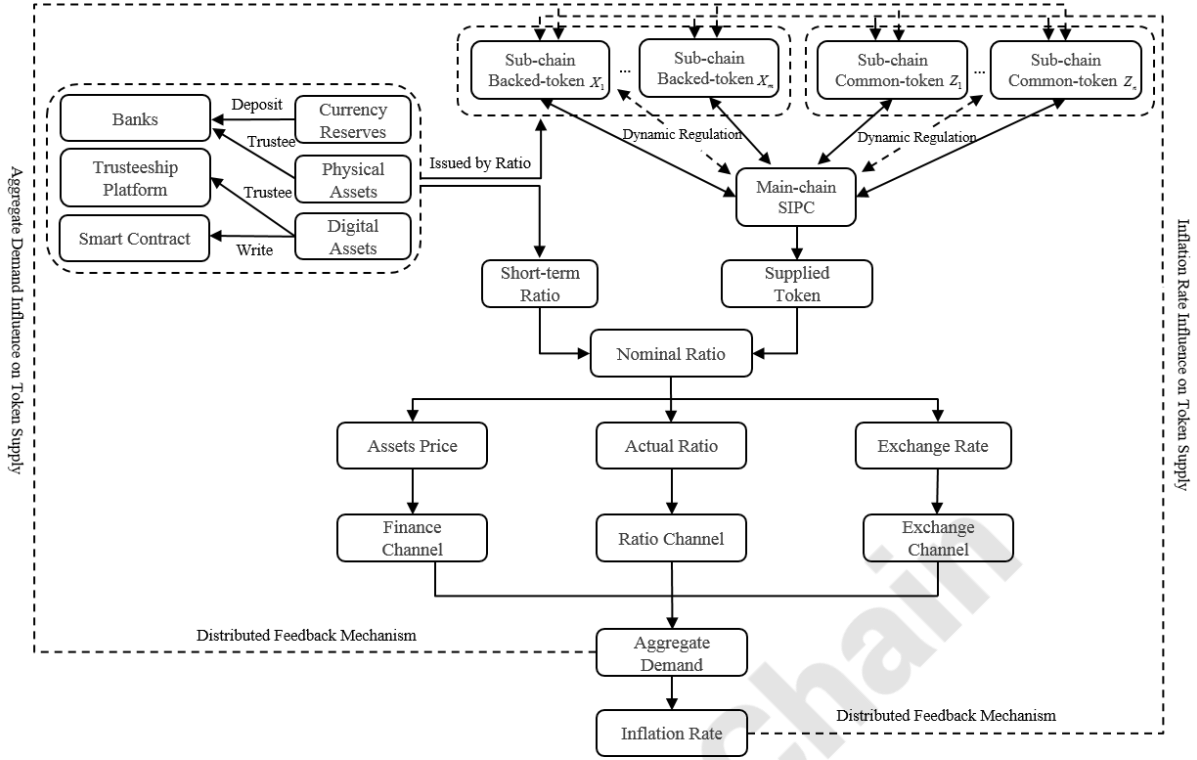 Sub-chain
Backed-token X₁
...
Sub-chain
Backed-token Xₘ
Sub-chain
Common-token Z₁
...
Sub-chain
Common-token Zₙ
Banks
Deposit
Currency
Reserves
Trustee
Trusteeship
Platform
Physical
Assets
Trustee
Smart Contract
Write
Digital
Assets
Issued by Ratio
Dynamic Regulation
Dynamic Regulation
Main-chain
SIPC
Short-term
Ratio
Supplied
Token
Nominal Ratio
Assets Price
Actual Ratio
Exchange Rate
Finance
Channel
Ratio Channel
Exchange
Channel
Distributed Feedback Mechanism
Aggregate
Demand
Distributed Feedback Mechanism
Inflation Rate
Aggregate Demand Influence on Token Supply
Inflation Rate Influence on Token Supply
Chain